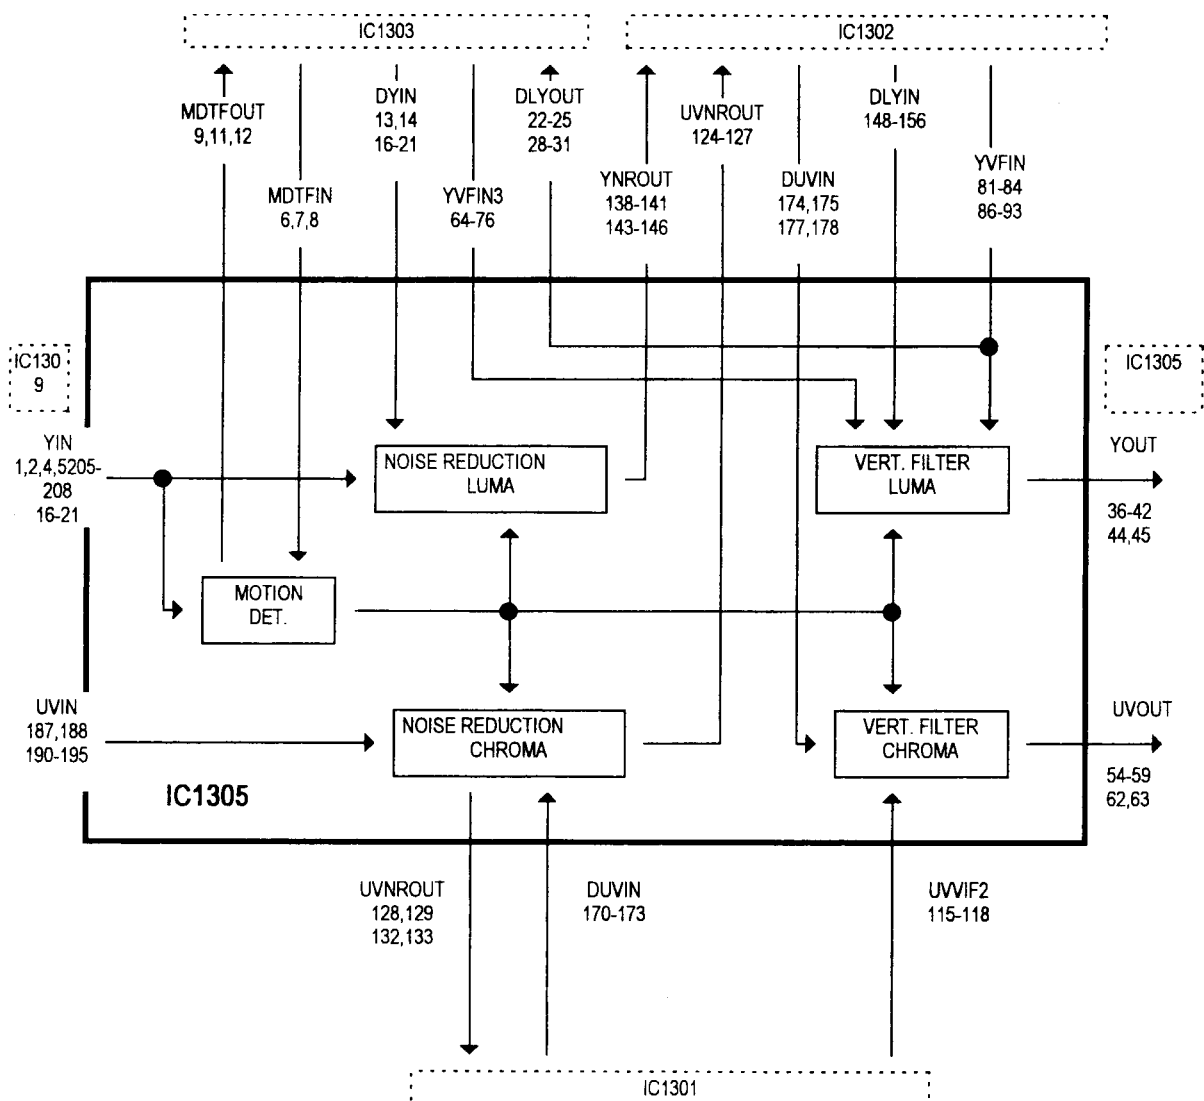 IC1303
IC1302
MDTFOUT
9,11,12
MDTFIN
6,7,8
DYIN
13,14
16-21
YVFIN3
64-76
DLYOUT
22-25
28-31
YNROUT
138-141
143-146
UVNROUT
124-127
DUVIN
174,175
177,178
DLYIN
148-156
YVFIN
81-84
86-93
IC130
9
IC1305
YIN
1,2,4,5205-
208
16-21
NOISE REDUCTION
LUMA
VERT. FILTER
LUMA
YOUT
36-42
44,45
MOTION
DET.
UVIN
187,188
190-195
NOISE REDUCTION
CHROMA
VERT. FILTER
CHROMA
UVOUT
54-59
62,63
IC1305
UVNROUT
128,129
132,133
DUVIN
170-173
UVVIF2
115-118
IC1301